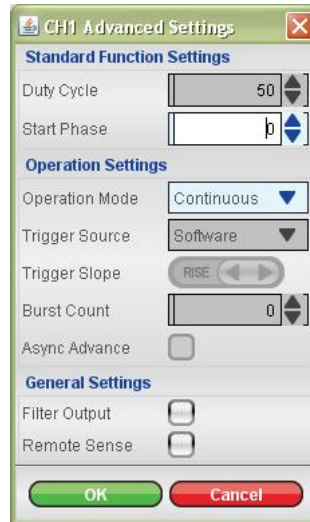 CH1 Advanced Settings
Standard Function Settings
Duty Cycle 50
Start Phase 0
Operation Settings
Operation Mode Continuous
Trigger Source Software
Trigger Slope RISE
Burst Count 0
Async Advance
General Settings
Filter Output
Remote Sense
OK Cancel